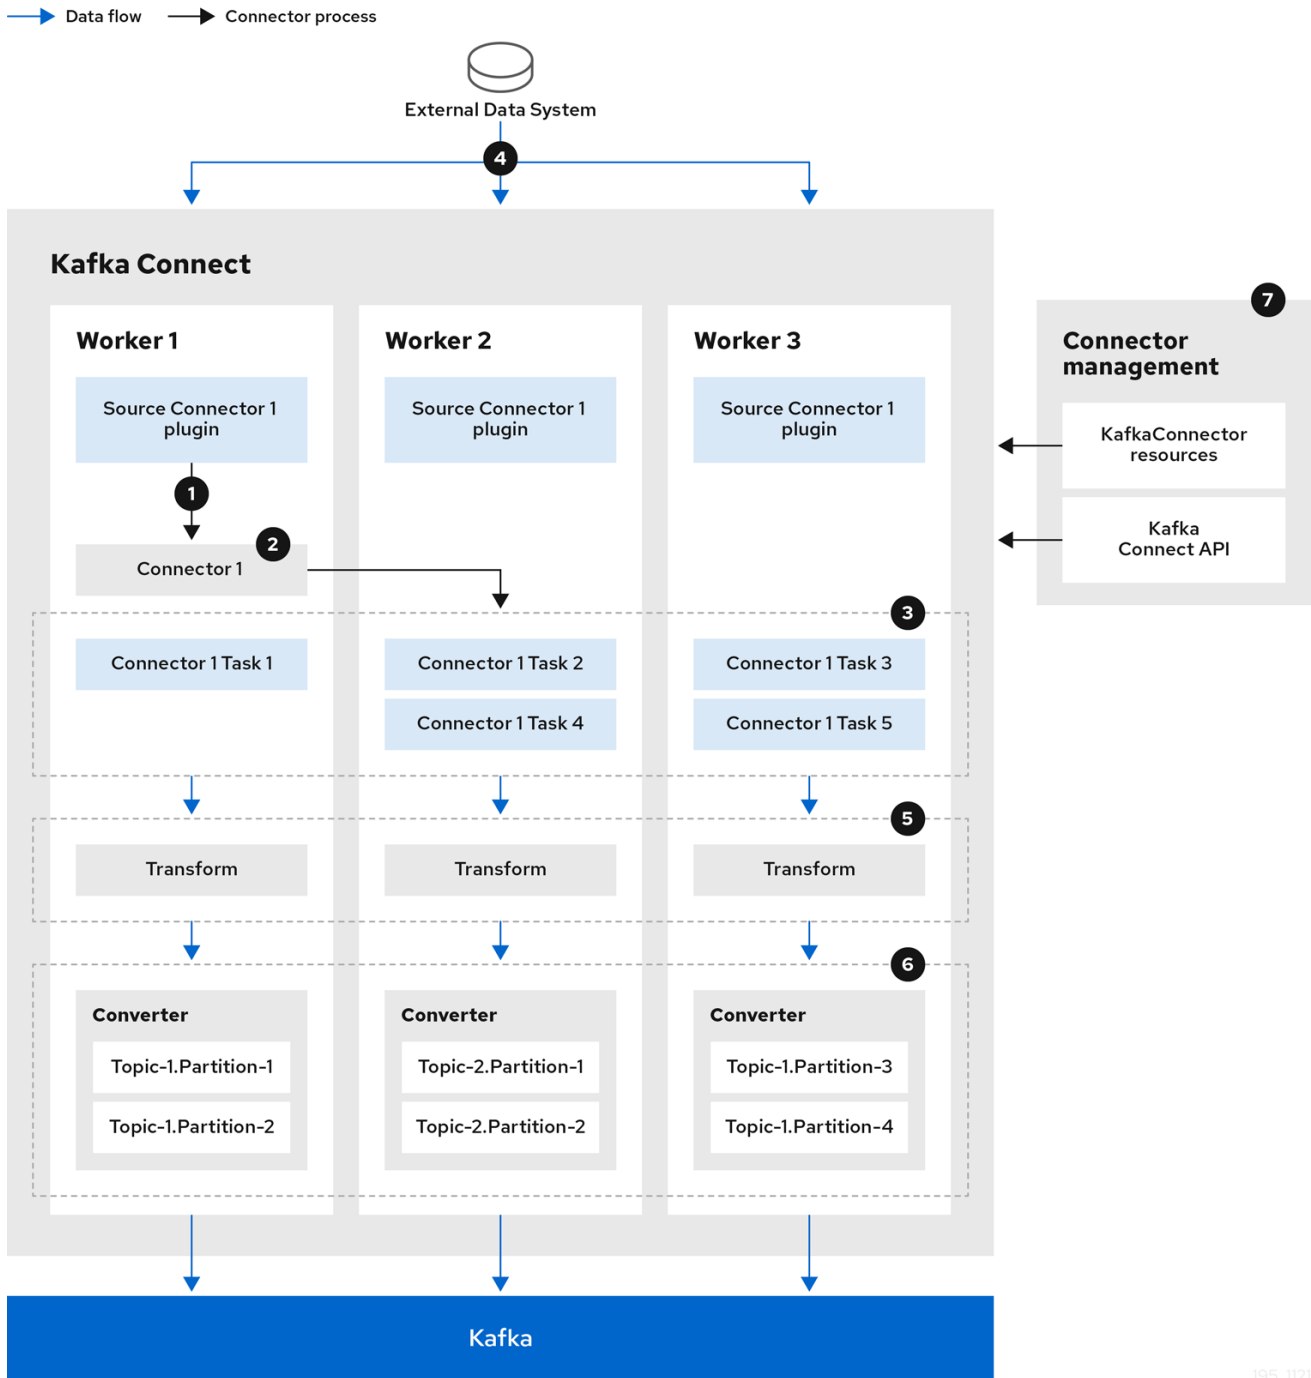 Data flow
Connector process
External Data System
4
Kafka Connect
Worker 1
Source Connector 1
plugin
1
2
Connector 1
Connector 1 Task 1
Transform
Converter
Topic-1.Partition-1
Topic-1.Partition-2
Worker 2
Source Connector 1
plugin
Connector 1 Task 2
Connector 1 Task 4
Transform
Converter
Topic-2.Partition-1
Topic-2.Partition-2
Worker 3
Source Connector 1
plugin
3
Connector 1 Task 3
Connector 1 Task 5
5
Transform
6
Converter
Topic-1.Partition-3
Topic-1.Partition-4
7
Connector
management
KafkaConnector
resources
Kafka
Connect API
Kafka
195_1121